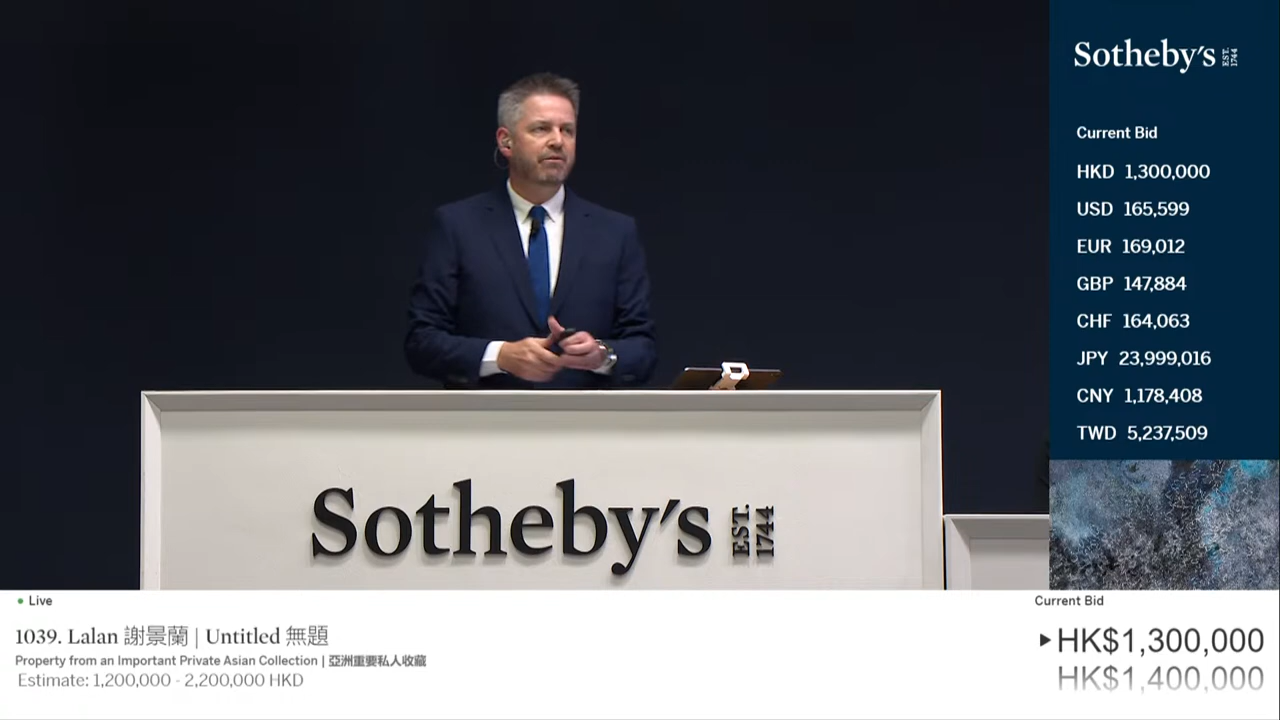 Sotheby's EST. 1744
Current Bid
HKD 1,300,000
USD 165,599
EUR 169,012
GBP 147,884
CHF 164,063
JPY 23,999,016
CNY 1,178,408
TWD 5,237,509
Sotheby's EST. 1744
Live
1039. Lalan 謝景蘭 | Untitled 無題
Property from an Important Private Asian Collection | 亞洲重要私人收藏
Estimate: 1,200,000 - 2,200,000 HKD
Current Bid
HK$1,300,000
HK$1,400,000